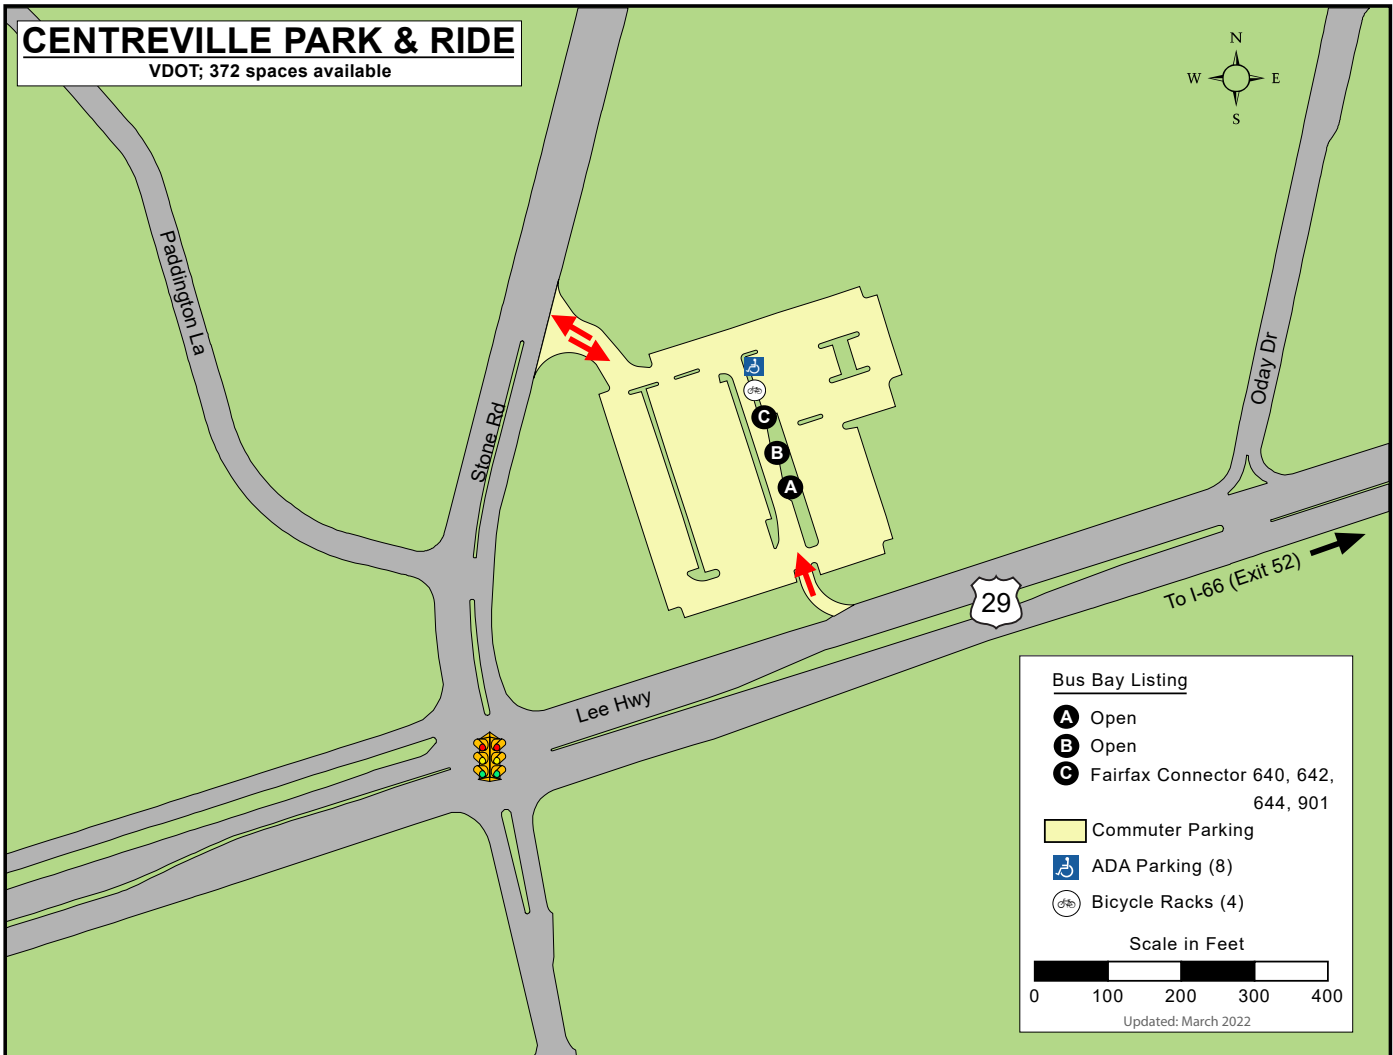 CENTREVILLE PARK & RIDE
VDOT; 372 spaces available
N
W E
S
Paddington La
Stone Rd
Oday Dr
C
B
A
29
To I-66 (Exit 52)
Lee Hwy
Bus Bay Listing
A Open
B Open
C Fairfax Connector 640, 642,
644, 901
Commuter Parking
ADA Parking (8)
Bicycle Racks (4)
Scale in Feet
0 100 200 300 400
Updated: March 2022